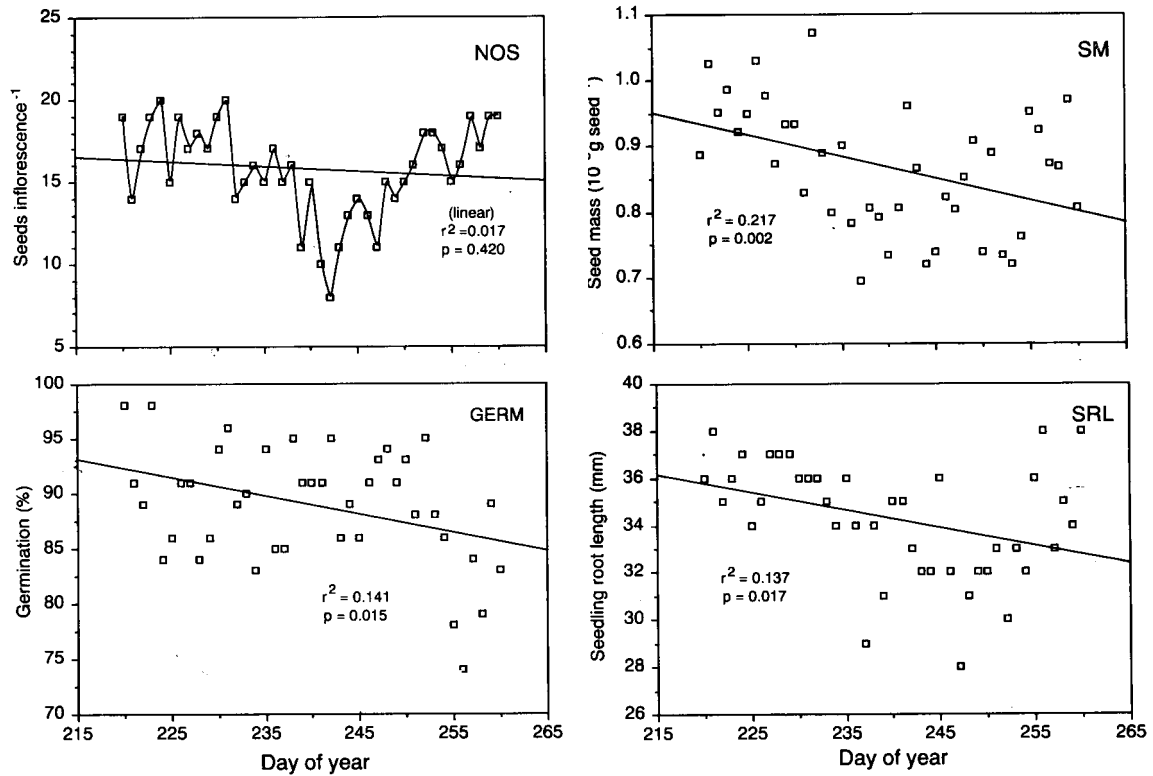 NOS
25
20
15
10
5
Seeds inflorescence-1
(linear)
r2 =0.017
p = 0.420
SM
1.1
1.0
0.9
0.8
0.7
0.6
Seed mass (10 g seed
r2 = 0.217
p = 0.002
GERM
100
95
90
85
80
75
70
Germination (%)
r2 = 0.141
p = 0.015
215 225 235 245 255 265
Day of year
SRL
40
38
36
34
32
30
28
26
Seedling root length (mm)
r2 = 0.137
p = 0.017
215 225 235 245 255 265
Day of year